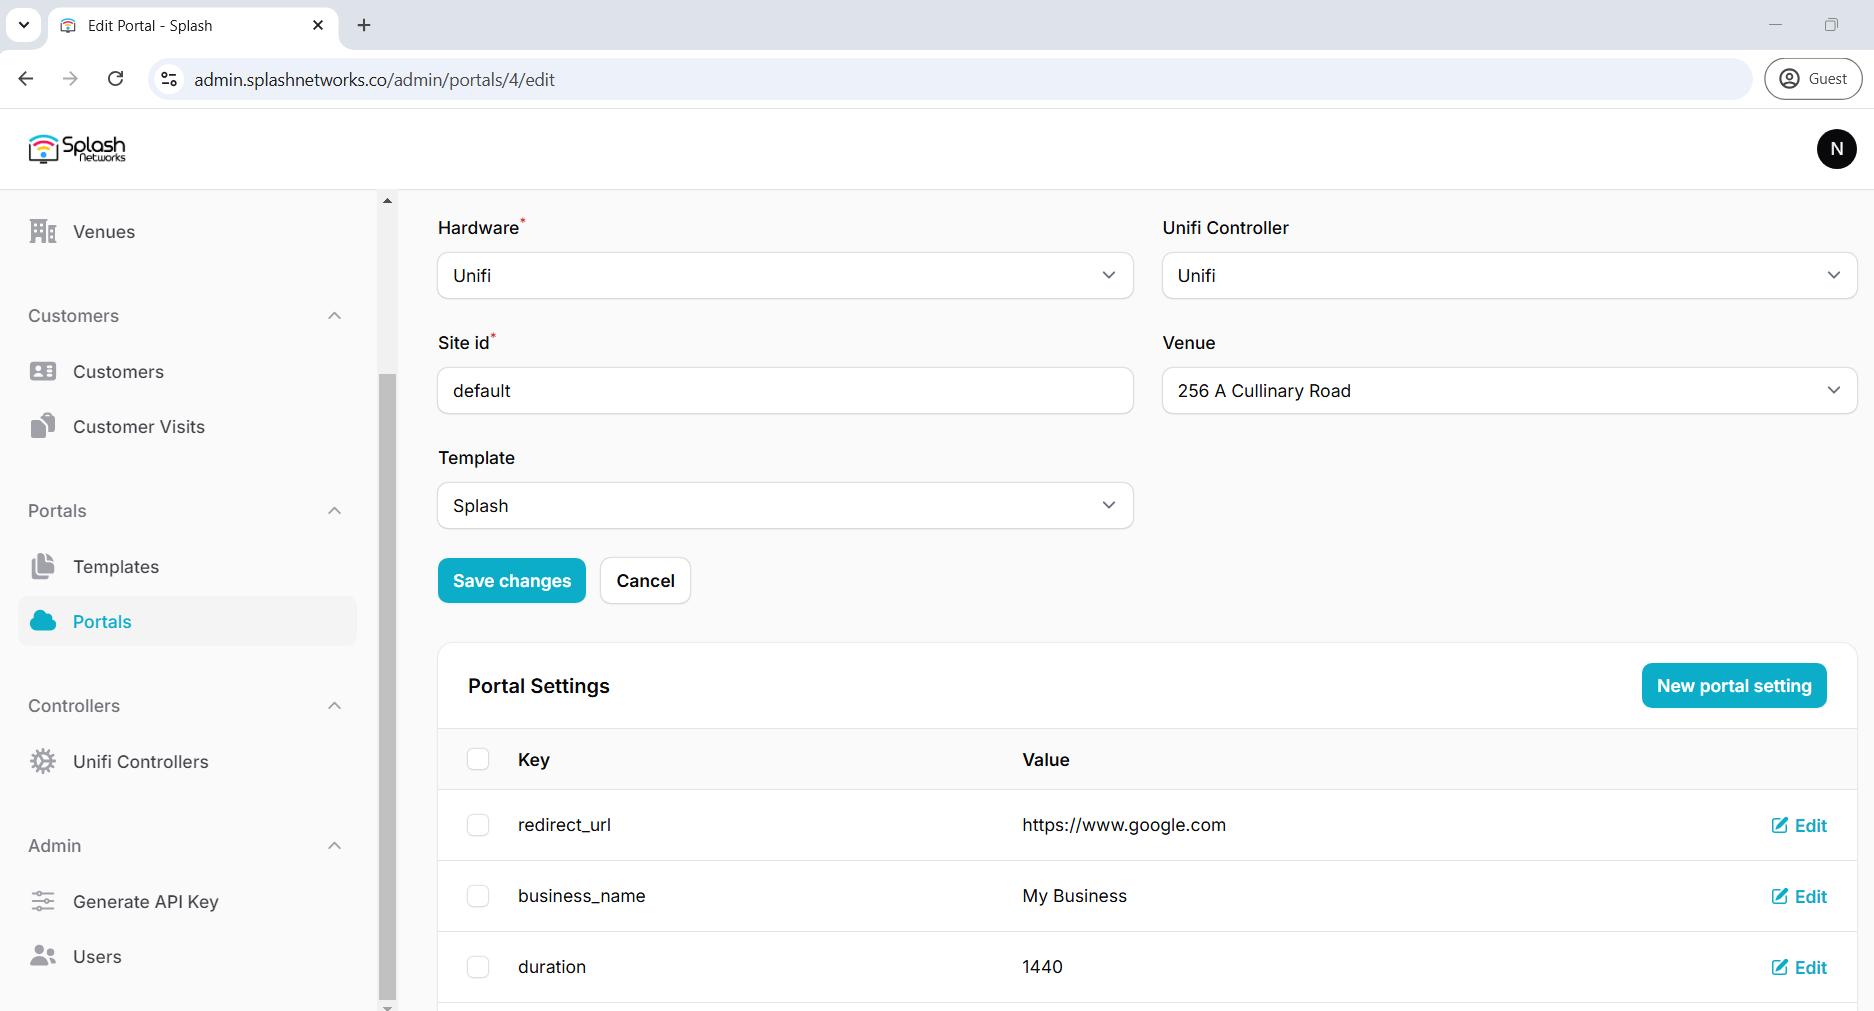 Edit Portal - Splash
admin.splashnetworks.co/admin/portals/4/edit
Guest
Splash
Networks
N
Venues
Customers
Customers
Customer Visits
Portals
Templates
Portals
Controllers
Unifi Controllers
Admin
Generate API Key
Users
Hardware*
Unifi Controller
Unifi
Unifi
Site id*
Venue
default
256 A Cullinary Road
Template
Splash
Save changes
Cancel
Portal Settings
New portal setting
Key
Value
redirect_url
https://www.google.com
Edit
business_name
My Business
Edit
duration
1440
Edit